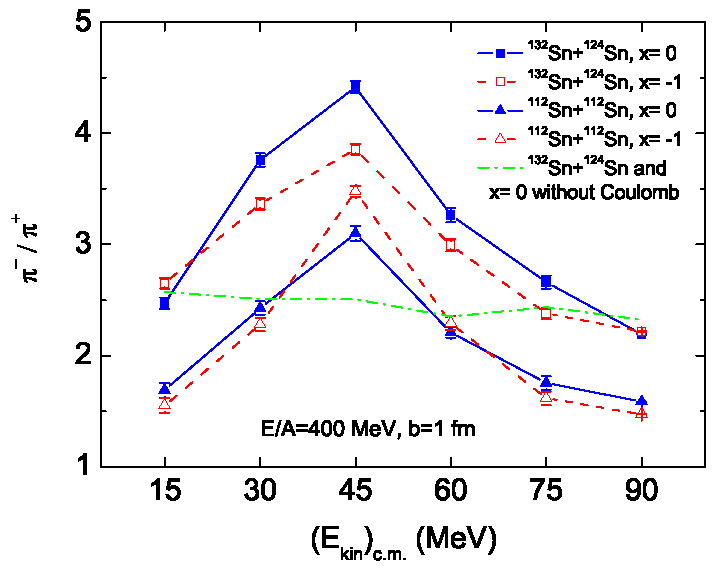 5
4
3
2
1
π⁻/π⁺
¹³²Sn+¹²⁴Sn, x= 0
¹³²Sn+¹²⁴Sn, x= -1
¹¹²Sn+¹¹²Sn, x= 0
¹¹²Sn+¹¹²Sn, x= -1
¹³²Sn+¹²⁴Sn and
x= 0 without Coulomb
E/A=400 MeV, b=1 fm
15 30 45 60 75 90
(E_kin)_c.m. (MeV)